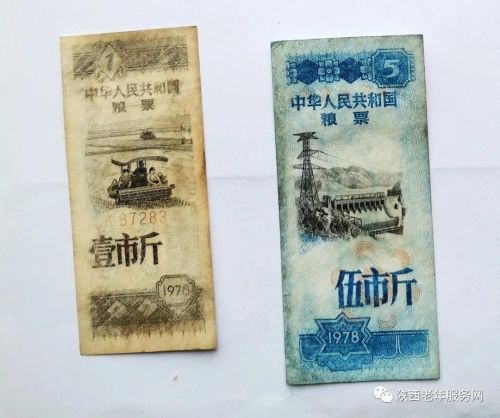 1
中华人民共和国
粮票
872834
壹市斤
1978
5
中华人民共和国
粮票
伍市斤
1978
陕西老年服务网